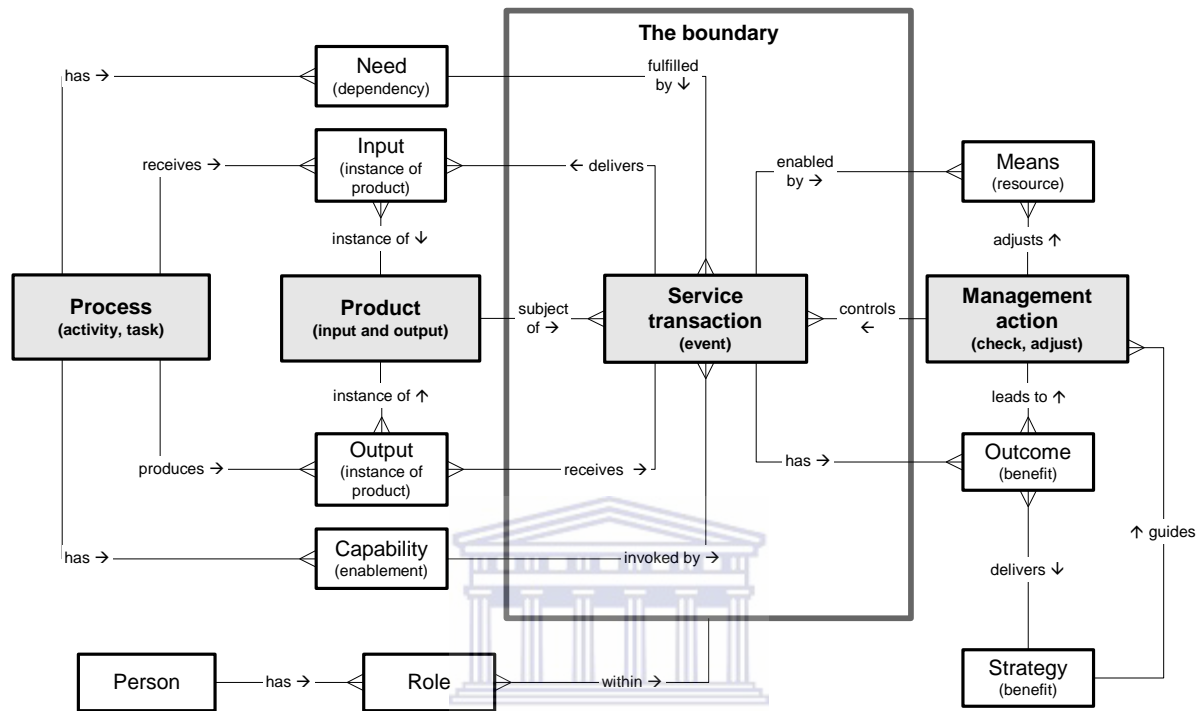 The boundary
has →
Need
(dependency)
fulfilled
by ↓
receives →
Input
(instance of
product)
← delivers
enabled
by →
Means
(resource)
instance of ↓
adjusts ↑
Process
(activity, task)
Product
(input and output)
subject
of →
Service
transaction
(event)
controls
←
Management
action
(check, adjust)
instance of ↑
leads to ↑
produces →
Output
(instance of
product)
receives →
has →
Outcome
(benefit)
↑ guides
has →
Capability
(enablement)
invoked by →
delivers ↓
Person
has →
Role
within →
Strategy
(benefit)